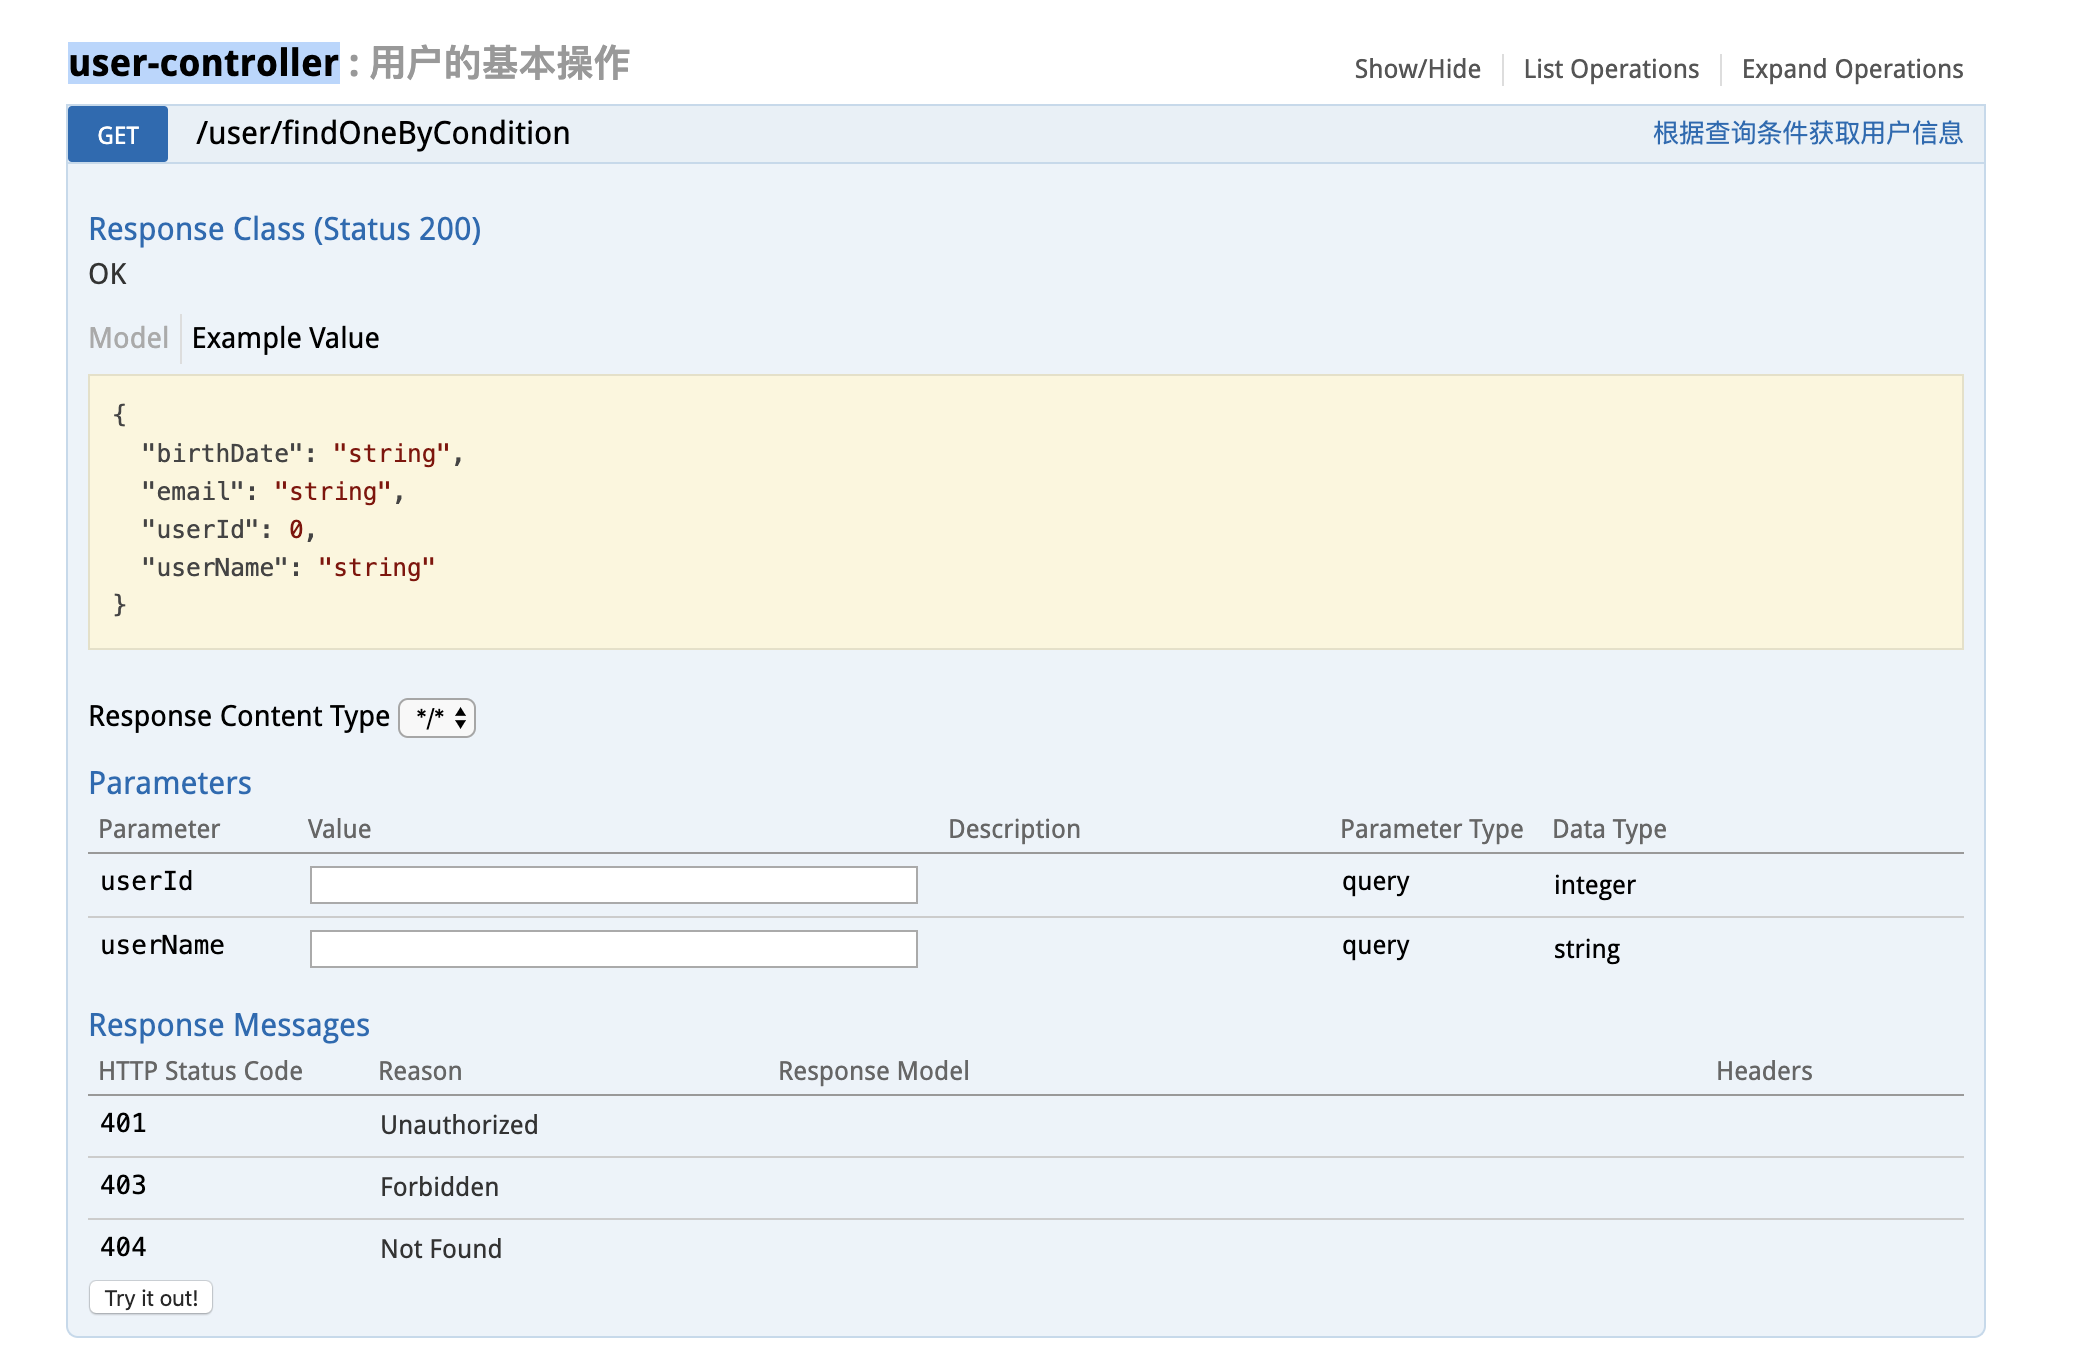 user-controller : 用户的基本操作
Show/Hide List Operations Expand Operations
GET /user/findOneByCondition 根据查询条件获取用户信息
Response Class (Status 200)
OK
Model Example Value
{
"birthDate": "string",
"email": "string",
"userId": 0,
"userName": "string"
}
Response Content Type */*
Parameters
Parameter Value Description Parameter Type Data Type
userId query integer
userName query string
Response Messages
HTTP Status Code Reason Response Model Headers
401 Unauthorized
403 Forbidden
404 Not Found
Try it out!